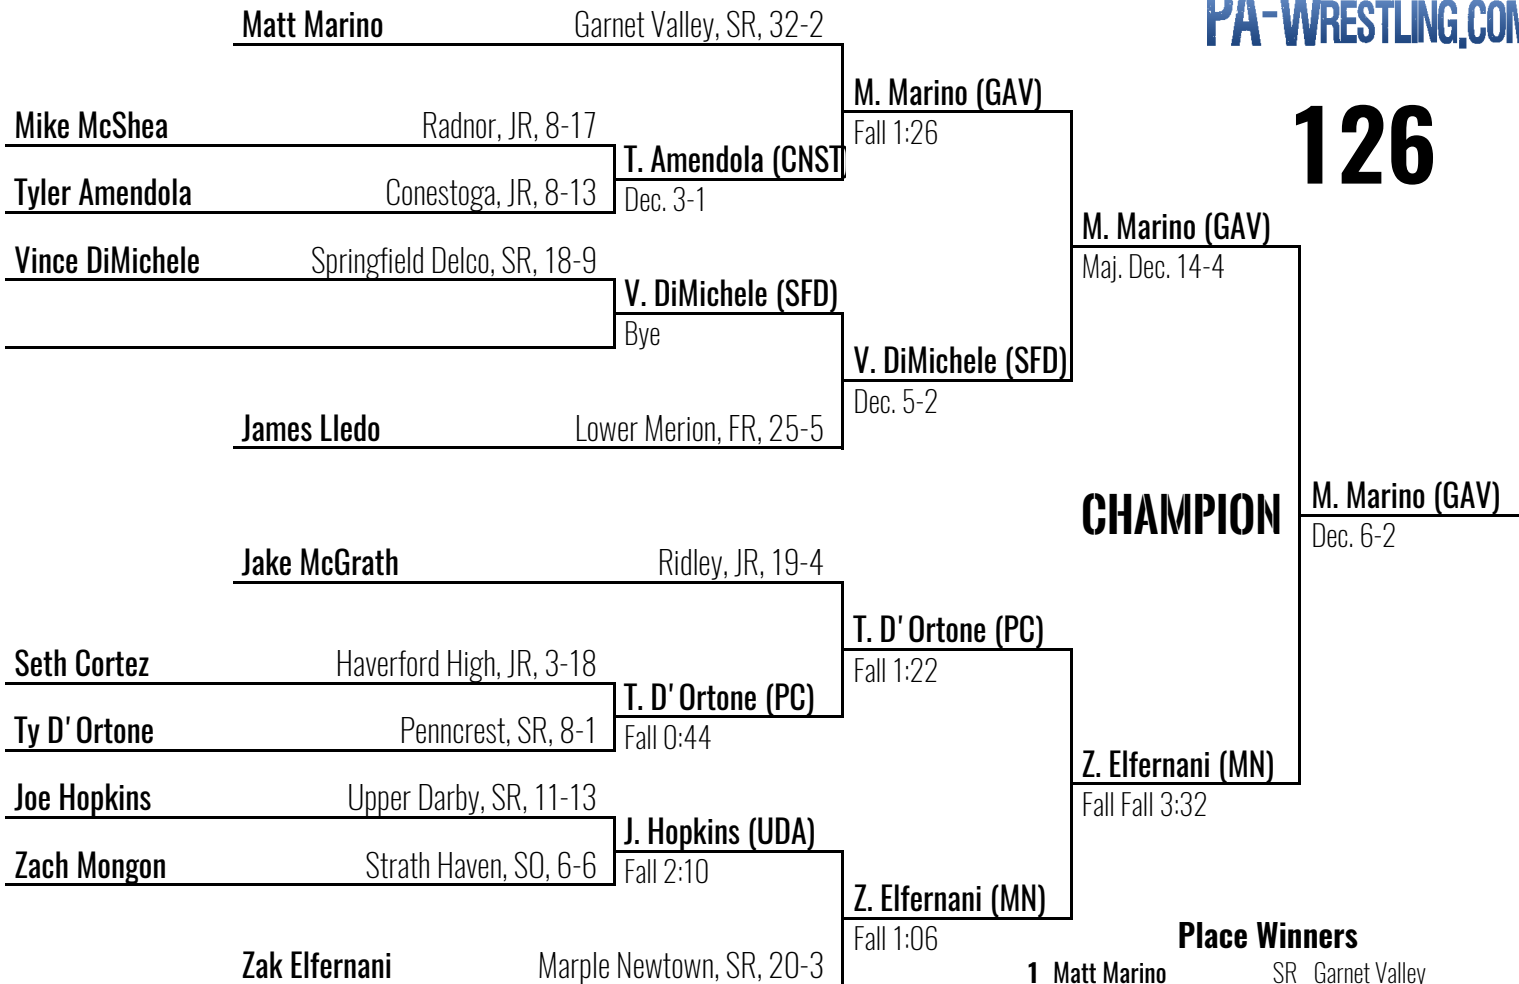 PA-WRESTLING.COM
126
Matt Marino Garnet Valley, SR, 32-2
M. Marino (GAV)
Fall 1:26
Mike McShea Radnor, JR, 8-17
T. Amendola (CNST)
Dec. 3-1
Tyler Amendola Conestoga, JR, 8-13
M. Marino (GAV)
Maj. Dec. 14-4
Vince DiMichele Springfield Delco, SR, 18-9
V. DiMichele (SFD)
Bye
V. DiMichele (SFD)
Dec. 5-2
James Lledo Lower Merion, FR, 25-5
CHAMPION
M. Marino (GAV)
Dec. 6-2
Jake McGrath Ridley, JR, 19-4
T. D'Ortone (PC)
Fall 1:22
Seth Cortez Haverford High, JR, 3-18
T. D'Ortone (PC)
Fall 0:44
Ty D'Ortone Penncrest, SR, 8-1
Z. Elfernani (MN)
Fall Fall 3:32
Joe Hopkins Upper Darby, SR, 11-13
J. Hopkins (UDA)
Fall 2:10
Zach Mongon Strath Haven, SO, 6-6
Z. Elfernani (MN)
Fall 1:06
Zak Elfernani Marple Newtown, SR, 20-3
Place Winners
1 Matt Marino SR Garnet Valley